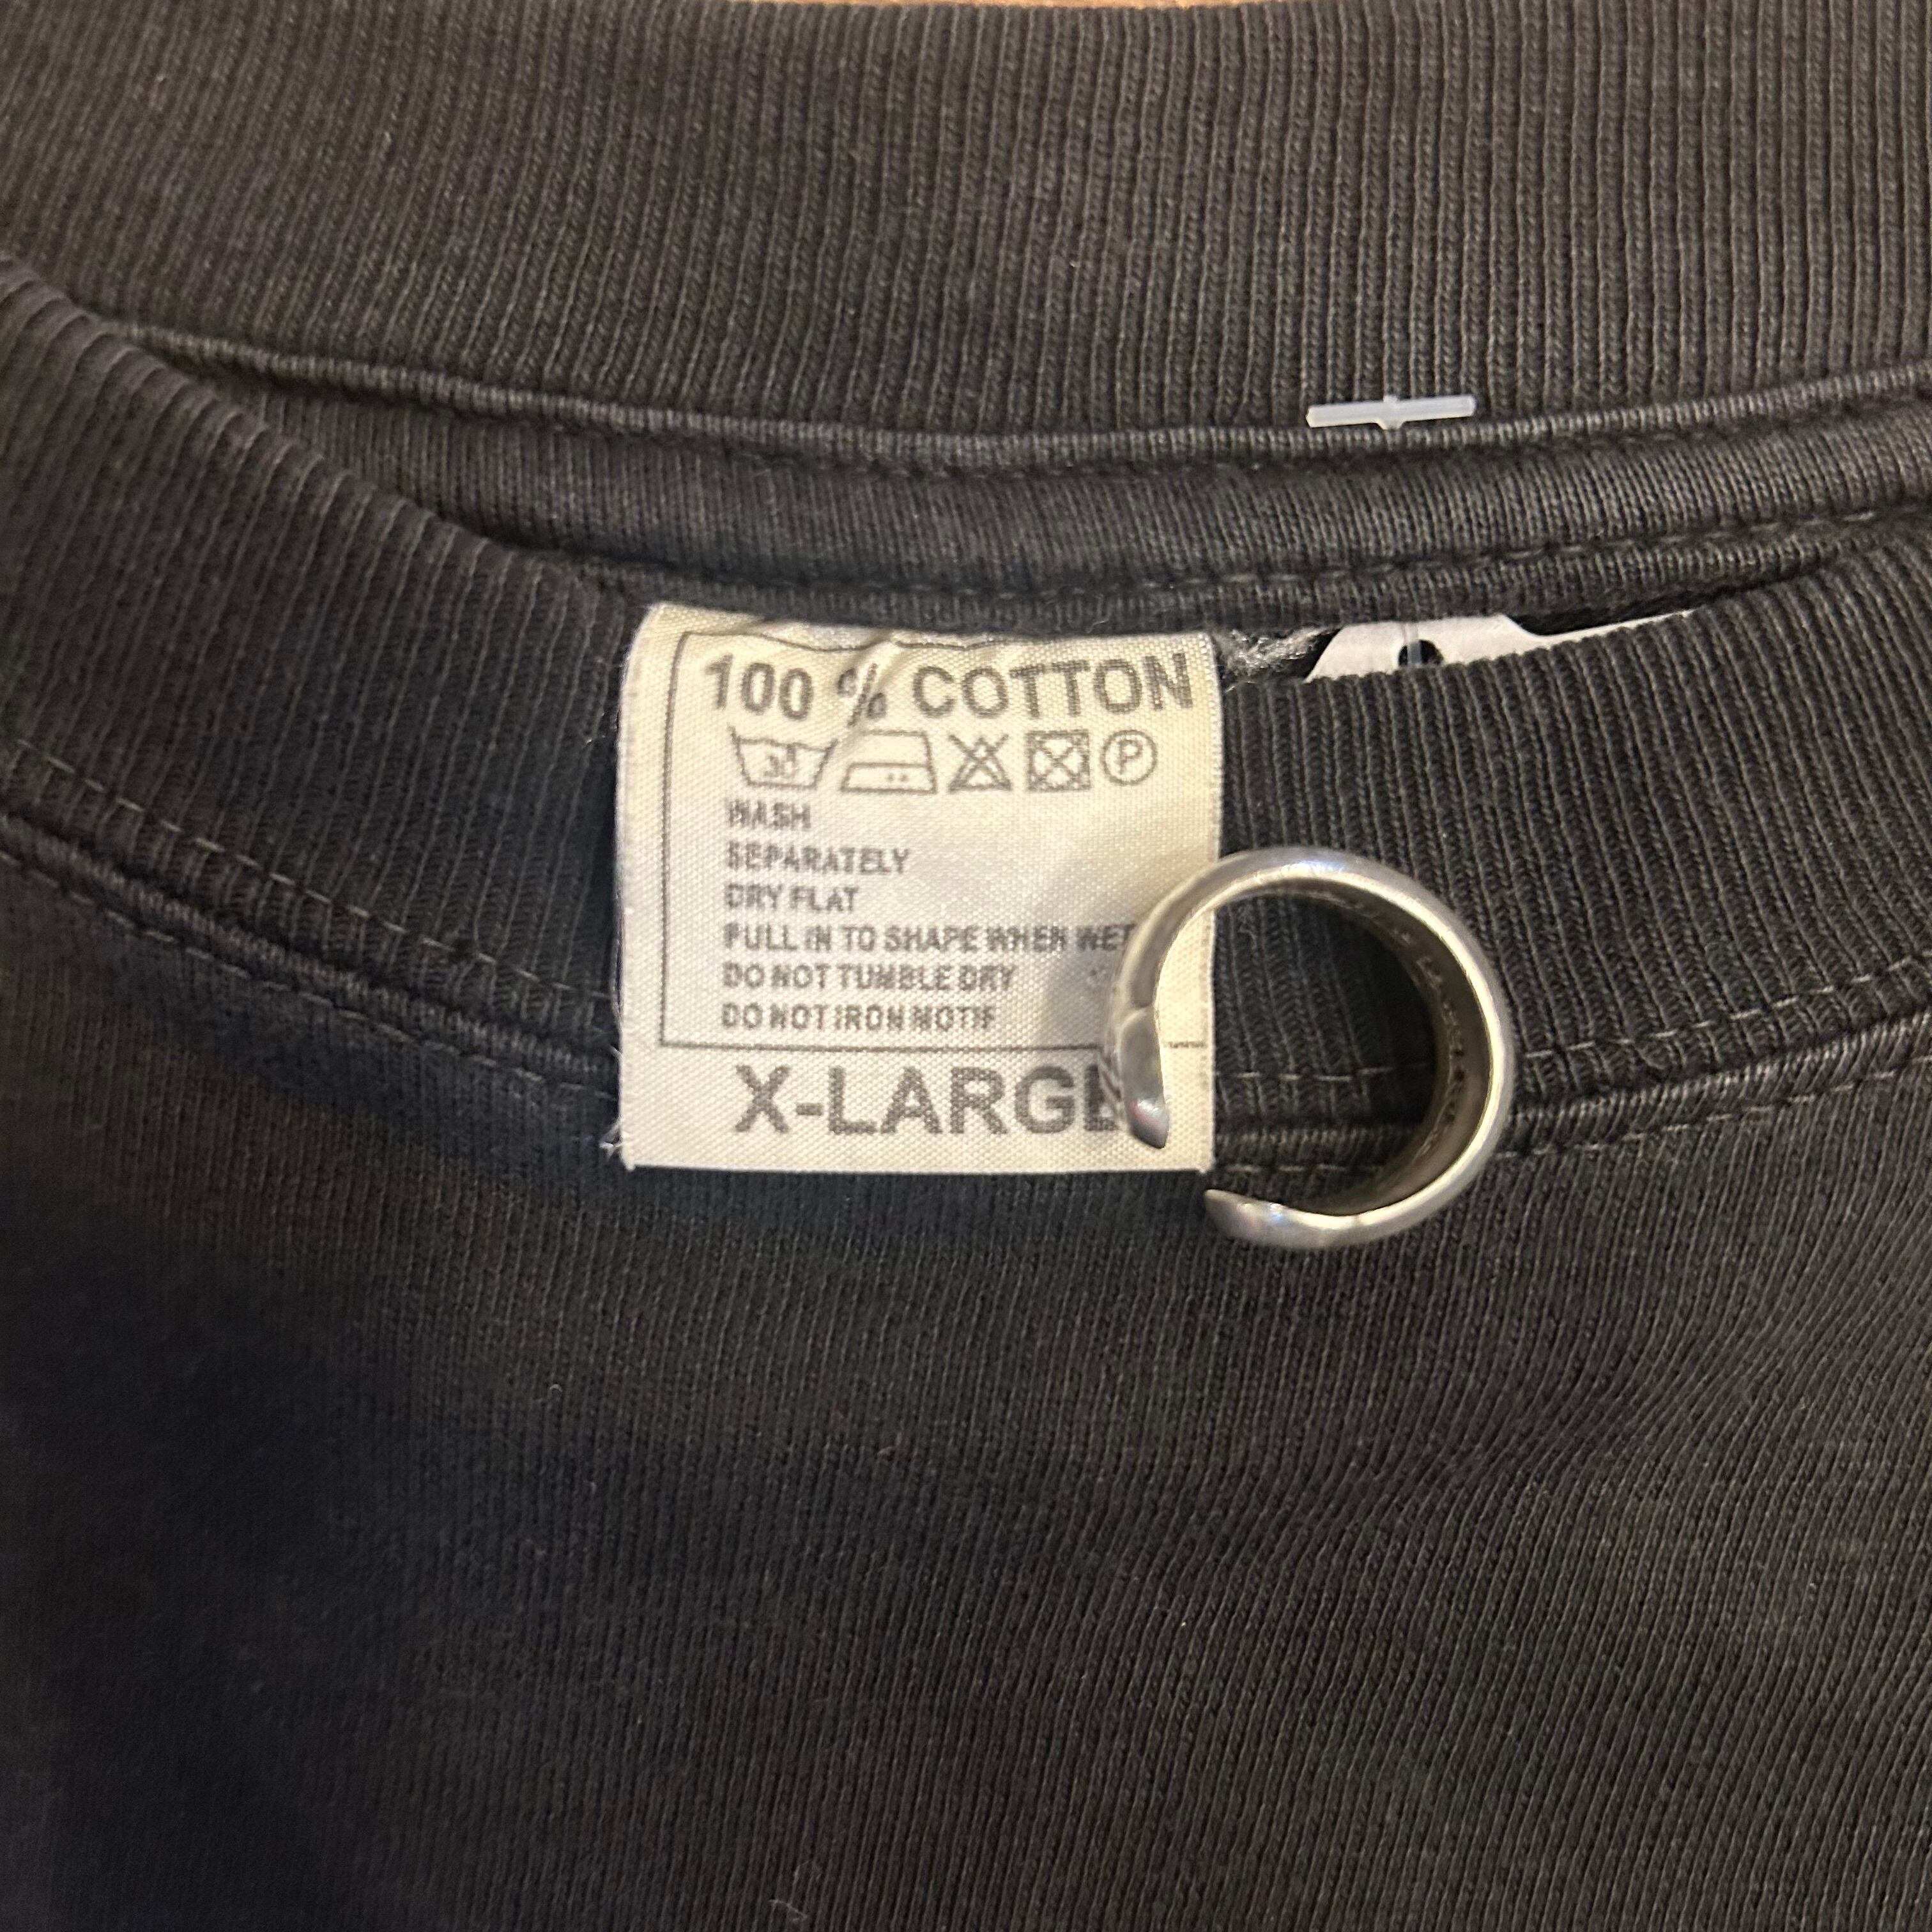 100 % COTTON
30
P
WASH
SEPARATELY
DRY FLAT
PULL IN TO SHAPE WHEN WET
DO NOT TUMBLE DRY
DO NOT IRON MOTIF
X-LARGE